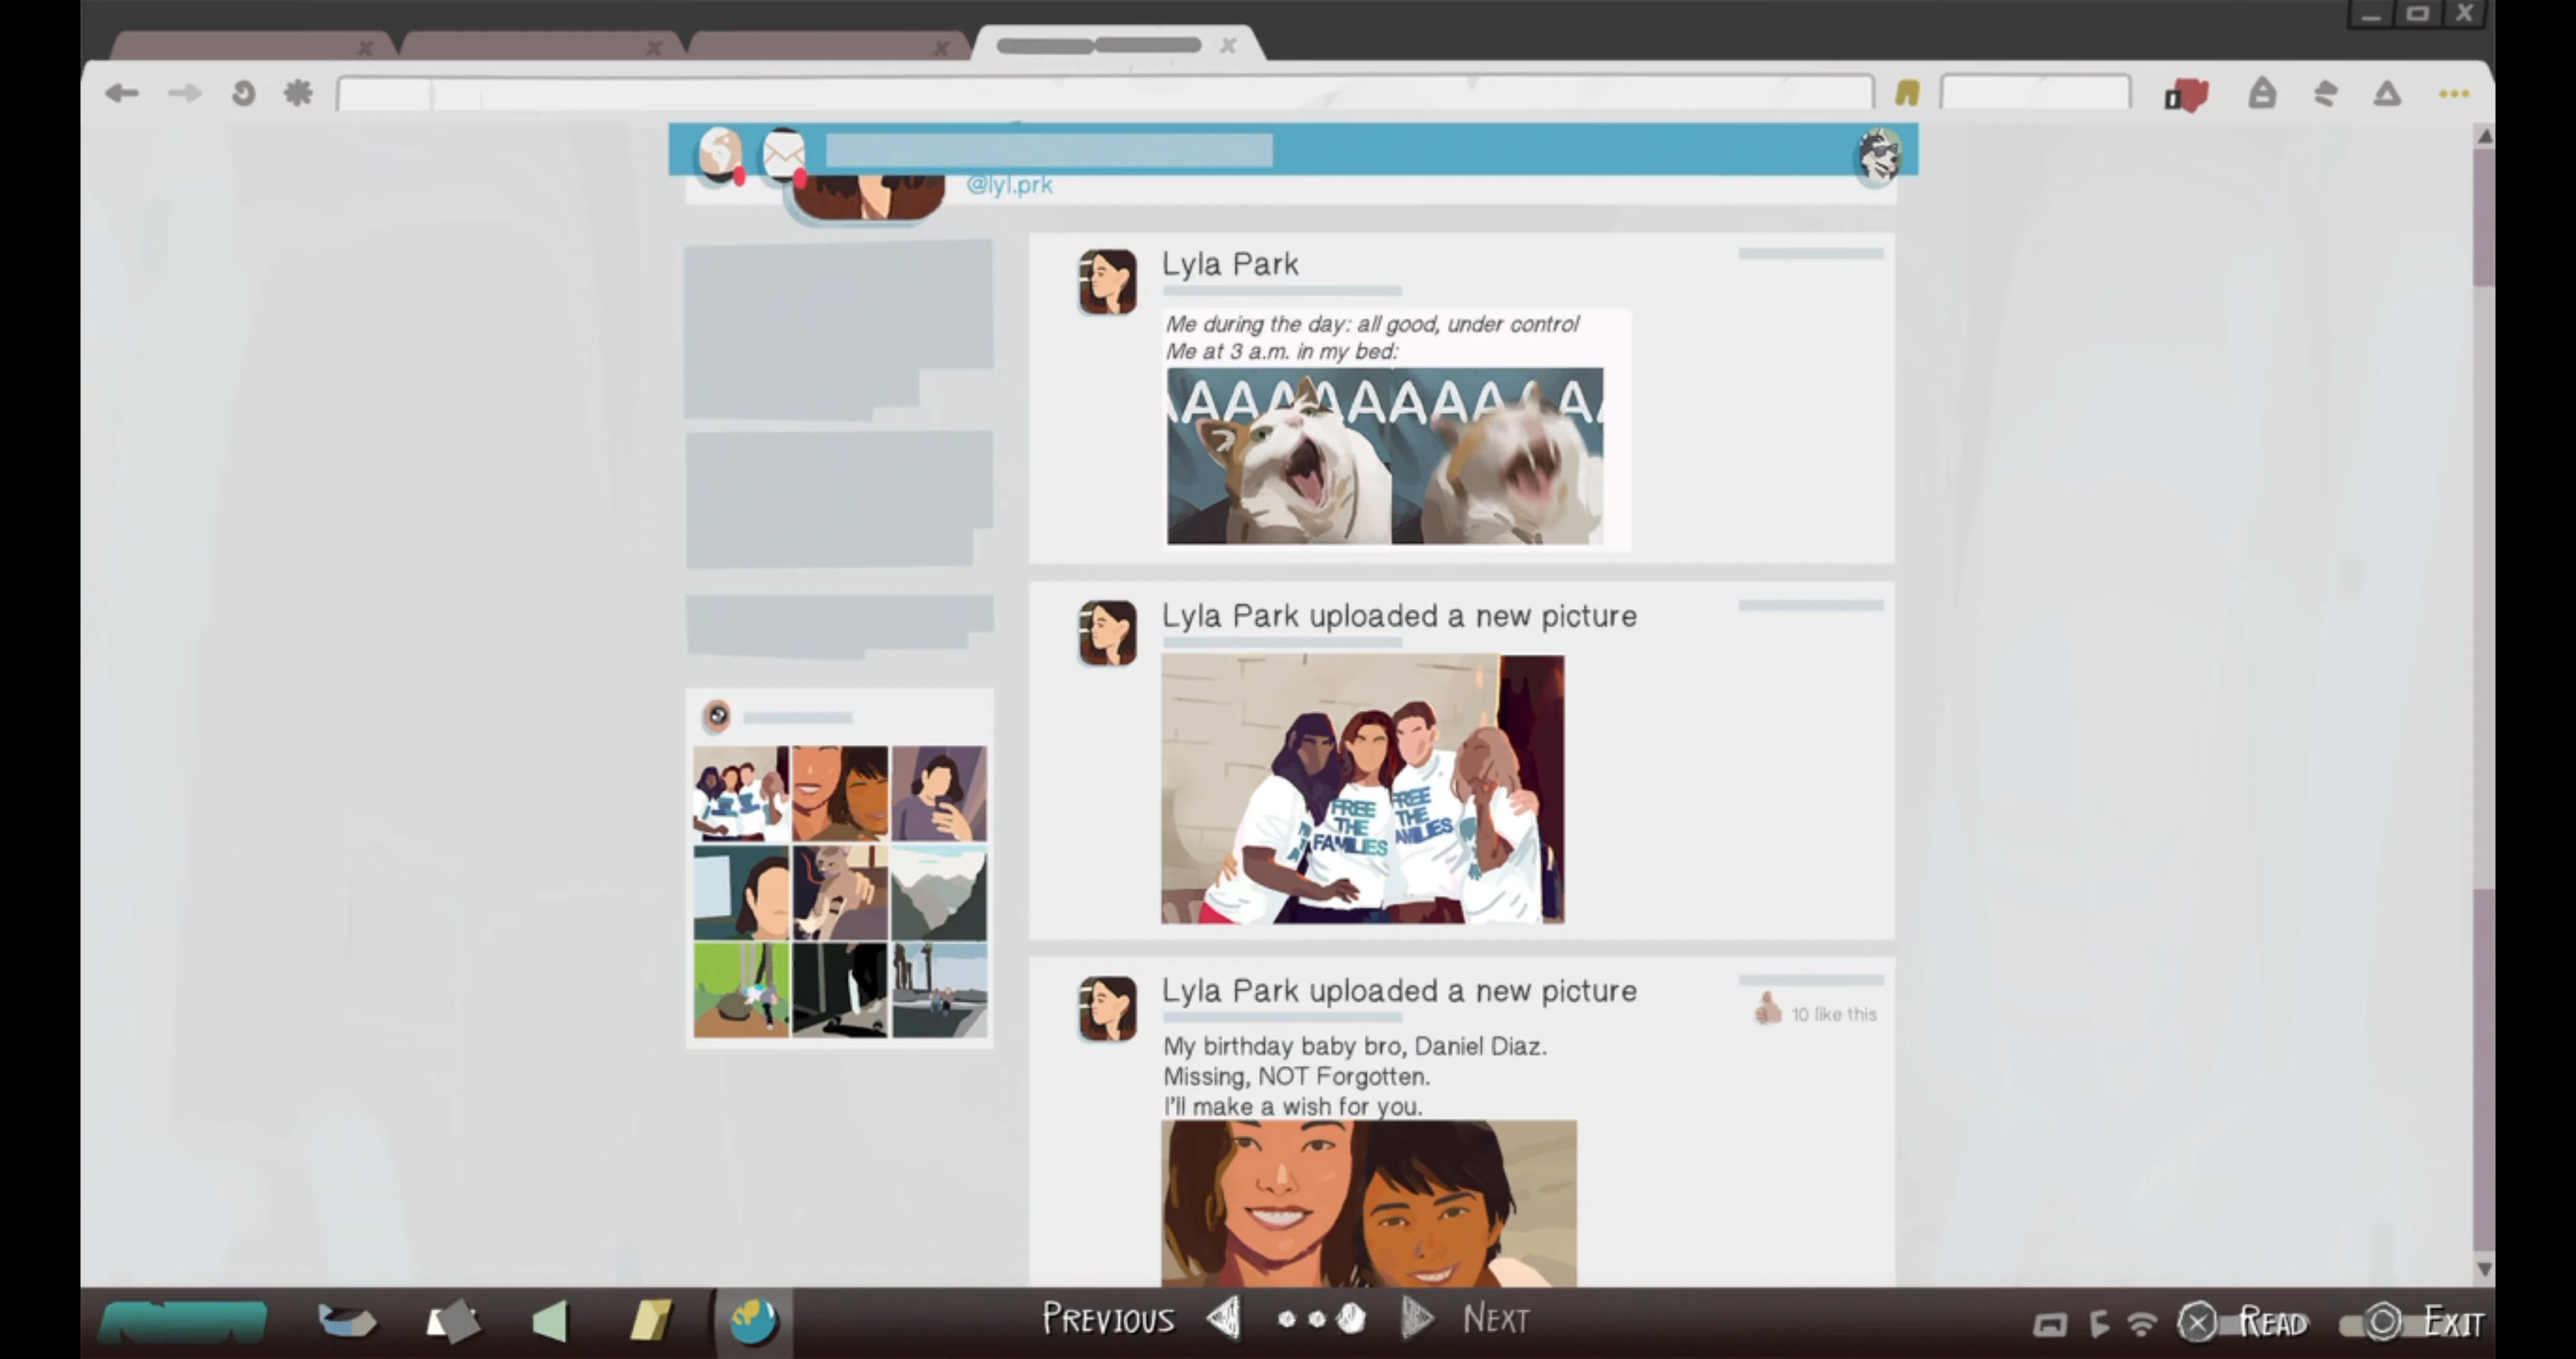 @lyl.prk
Lyla Park
Me during the day: all good, under control
Me at 3 a.m. in my bed:
AAAAAAAAAAA
Lyla Park uploaded a new picture
FREE
THE
FAMILIES
FREE
THE
AMILIES
Lyla Park uploaded a new picture
10 like this
My birthday baby bro, Daniel Diaz.
Missing, NOT Forgotten.
I'll make a wish for you.
PREVIOUS
NEXT
READ
EXIT